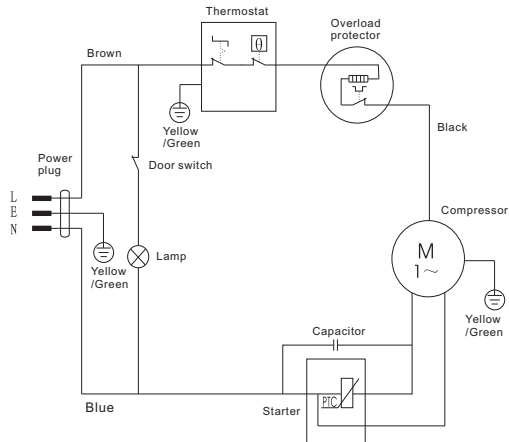 Thermostat
Overload
protector
θ
Brown
Yellow
/Green
Black
Power
plug
Door switch
L
E
N
Compressor
M
1~
Lamp
Yellow
/Green
Yellow
/Green
Capacitor
PTC
Blue
Starter